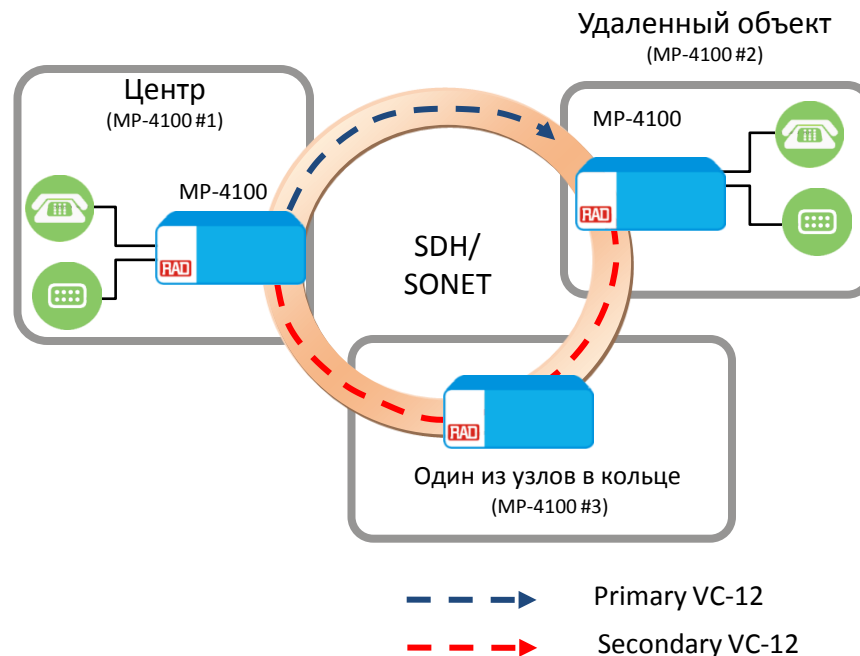 Удаленный объект
(MP-4100 #2)
Центр
(MP-4100 #1)
MP-4100
MP-4100
RAD
RAD
SDH/
SONET
RAD
Один из узлов в кольце
(MP-4100 #3)
Primary VC-12
Secondary VC-12